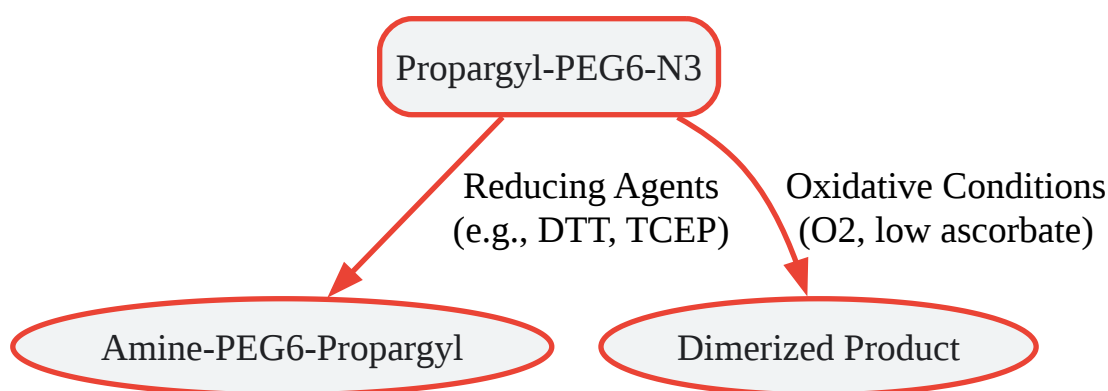 Propargyl-PEG6-N3
Reducing Agents
(e.g., DTT, TCEP)
Oxidative Conditions
(O2, low ascorbate)
Amine-PEG6-Propargyl
Dimerized Product